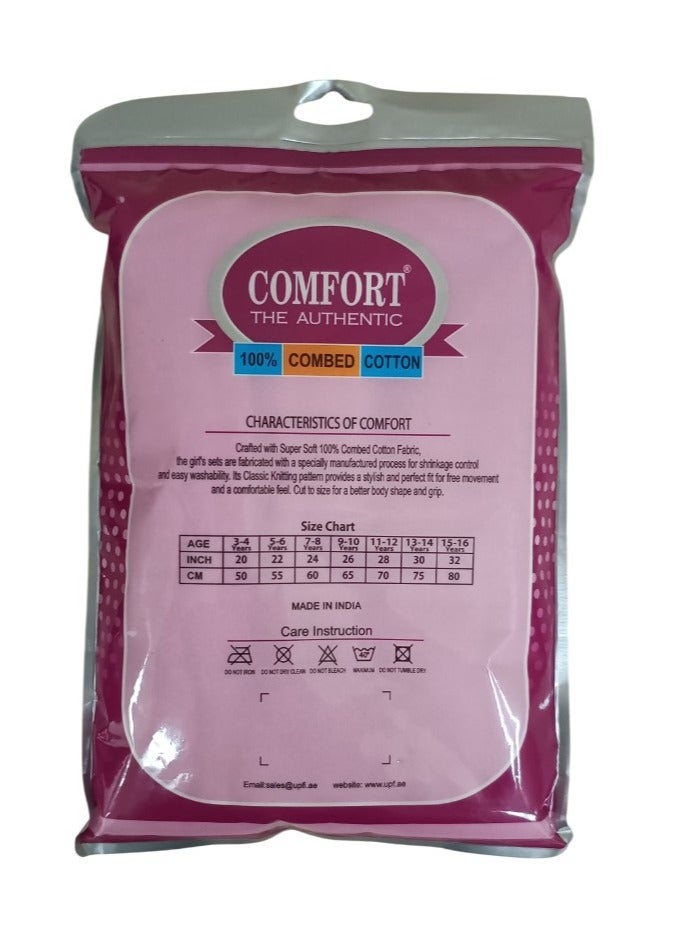 COMFORT®
THE AUTHENTIC
100% COMBED COTTON
CHARACTERISTICS OF COMFORT
Crafted with Super Soft 100% Combed Cotton Fabric,
the girl's sets are fabricated with a specially manufactured process for shrinkage control
and easy washability. Its Classic Knitting pattern provides a stylish and perfect fit for free movement
and a comfortable feel. Cut to size for a better body shape and grip.
Size Chart
AGE 3-4 Years 5-6 Years 7-8 Years 9-10 Years 11-12 Years 13-14 Years 15-16 Years
INCH 20 22 24 26 28 30 32
CM 50 55 60 65 70 75 80
MADE IN INDIA
Care Instruction
40°
DO NOT IRON DO NOT DRY CLEAN DO NOT BLEACH MAXIMUM DO NOT TUMBLE DRY
Email:sales@upfl.ae website: www.upf.ae